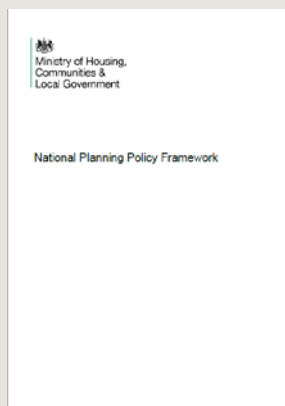 Ministry of Housing,
Communities &
Local Government
National Planning Policy Framework